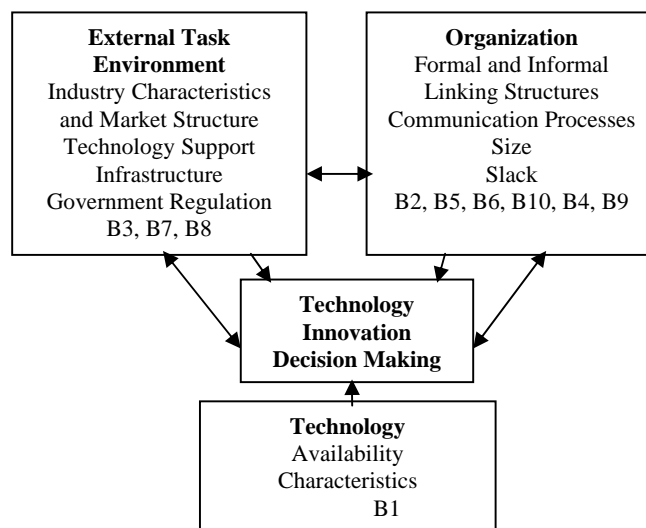 External Task
Environment
Industry Characteristics
and Market Structure
Technology Support
Infrastructure
Government Regulation
B3, B7, B8
Organization
Formal and Informal
Linking Structures
Communication Processes
Size
Slack
B2, B5, B6, B10, B4, B9
Technology
Innovation
Decision Making
Technology
Availability
Characteristics
B1